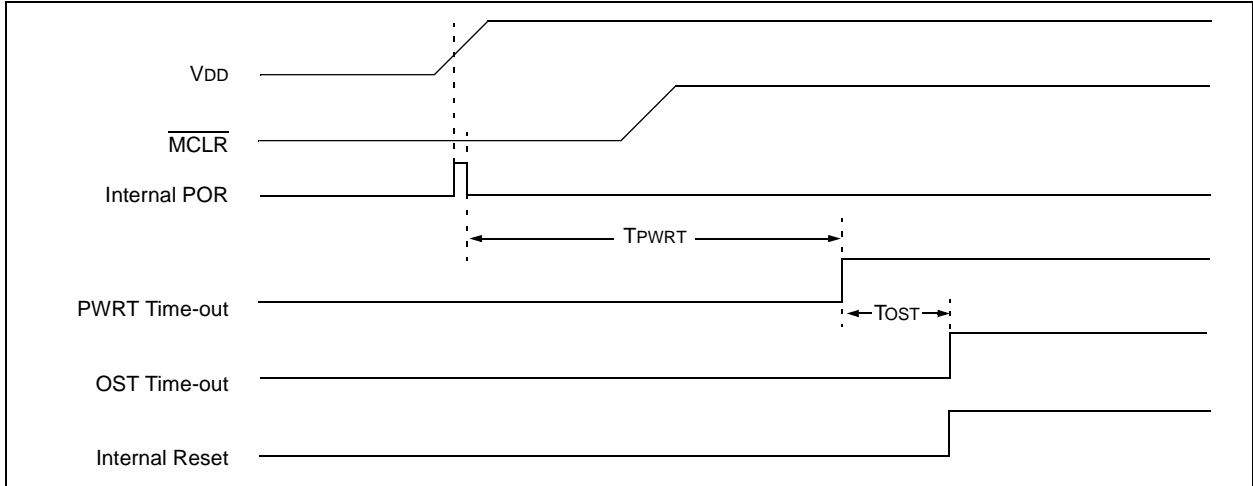 VDD
MCLR
Internal POR
TPWRT
PWRT Time-out
TOST
OST Time-out
Internal Reset